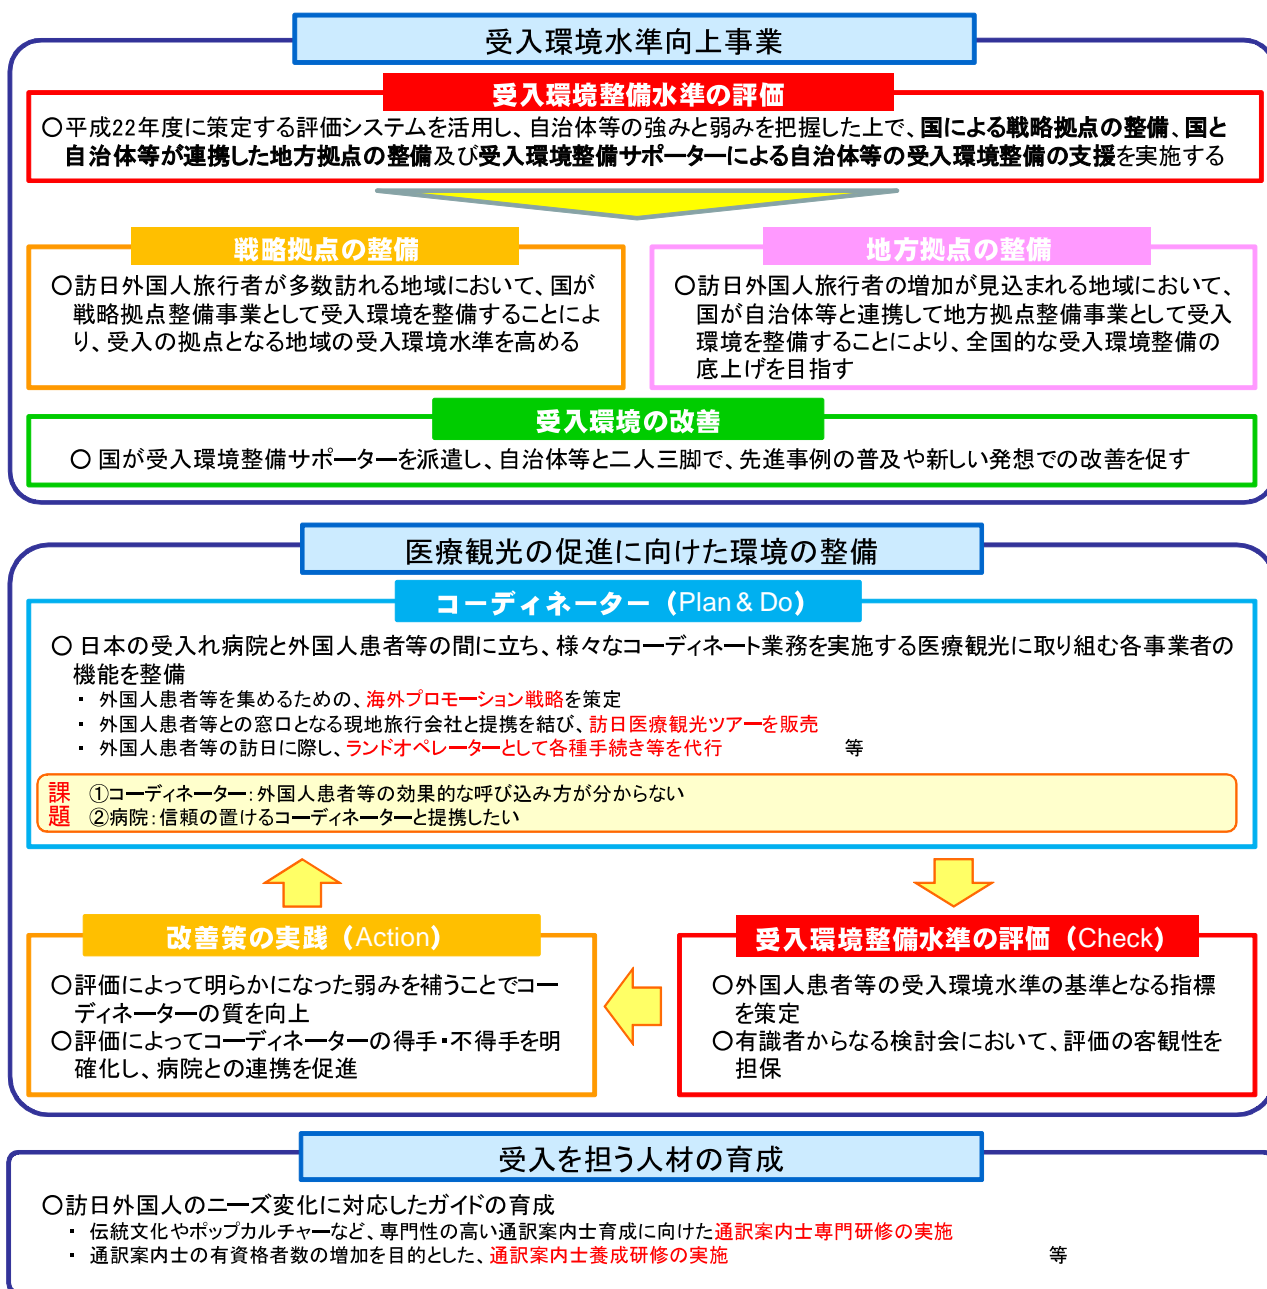 受入環境水準向上事業
受入環境整備水準の評価
○平成22年度に策定する評価システムを活用し、自治体等の強みと弱みを把握した上で、国による戦略拠点の整備、国と
自治体等が連携した地方拠点の整備及び受入環境整備サポーターによる自治体等の受入環境整備の支援を実施する
戦略拠点の整備
○訪日外国人旅行者が多数訪れる地域において、国が
戦略拠点整備事業として受入環境を整備することによ
り、受入の拠点となる地域の受入環境水準を高める
地方拠点の整備
○訪日外国人旅行者の増加が見込まれる地域において、
国が自治体等と連携して地方拠点整備事業として受入
環境を整備することにより、全国的な受入環境整備の
底上げを目指す
受入環境の改善
○ 国が受入環境整備サポーターを派遣し、自治体等と二人三脚で、先進事例の普及や新しい発想での改善を促す
医療観光の促進に向けた環境の整備
コーディネーター（Plan & Do）
○ 日本の受入れ病院と外国人患者等の間に立ち、様々なコーディネート業務を実施する医療観光に取り組む各事業者の
機能を整備
・ 外国人患者等を集めるための、海外プロモーション戦略を策定
・ 外国人患者等との窓口となる現地旅行会社と提携を結び、訪日医療観光ツアーを販売
・ 外国人患者等の訪日に際し、ランドオペレーターとして各種手続き等を代行 等
課題
①コーディネーター：外国人患者等の効果的な呼び込み方が分からない
②病院：信頼の置けるコーディネーターと提携したい
改善策の実践（Action）
○評価によって明らかになった弱みを補うことでコー
ディネーターの質を向上
○評価によってコーディネーターの得手・不得手を明
確化し、病院との連携を促進
受入環境整備水準の評価（Check）
○外国人患者等の受入環境水準の基準となる指標
を策定
○有識者からなる検討会において、評価の客観性を
担保
受入を担う人材の育成
○訪日外国人のニーズ変化に対応したガイドの育成
・ 伝統文化やポップカルチャーなど、専門性の高い通訳案内士育成に向けた通訳案内士専門研修の実施
・ 通訳案内士の有資格者数の増加を目的とした、通訳案内士養成研修の実施 等